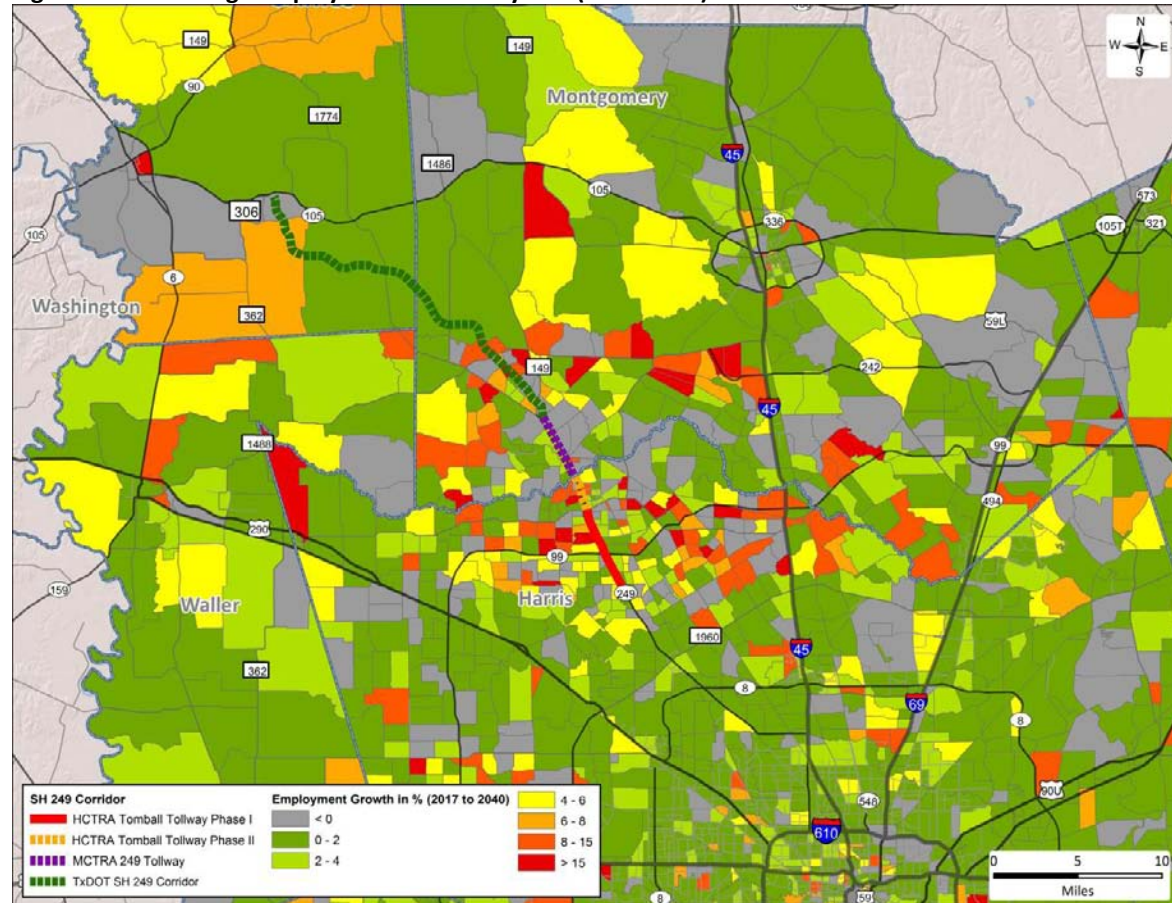 149
149
N
W E
S
90
Montgomery
1774
45
1486
105
573
306
105
105
336
105T
321
6
Washington
362
59L
149
242
45
1488
99
494
290
99
159
Waller
Harris
249
1960
45
362
8
69
8
90U
548
610
8
59
SH 249 Corridor
HCTRA Tomball Tollway Phase I
HCTRA Tomball Tollway Phase II
MCTRA 249 Tollway
TxDOT SH 249 Corridor
Employment Growth in % (2017 to 2040)
< 0
0 - 2
2 - 4
4 - 6
6 - 8
8 - 15
> 15
0 5 10
Miles